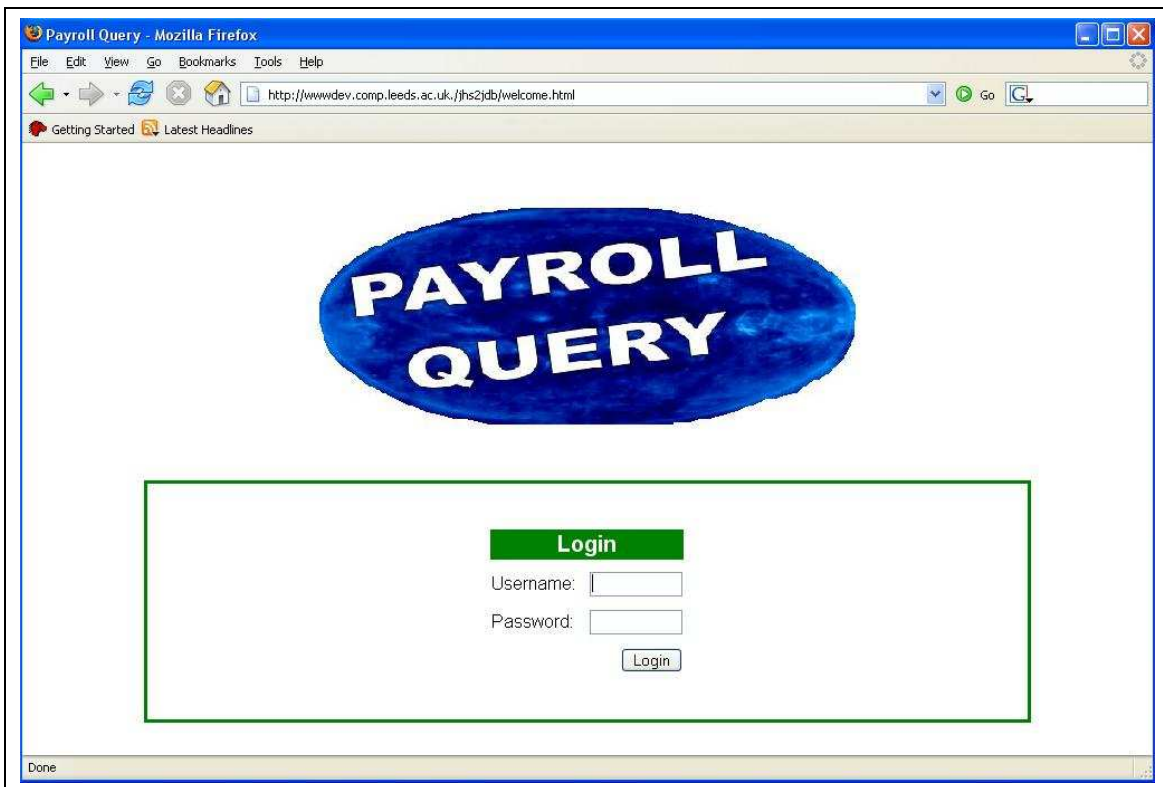 Payroll Query - Mozilla Firefox
File Edit View Go Bookmarks Tools Help
http://wwwdev.comp.leeds.ac.uk./jhs2jdb/welcome.html Go G
Getting Started Latest Headlines
PAYROLL
QUERY
Login
Username:
Password:
Login
Done